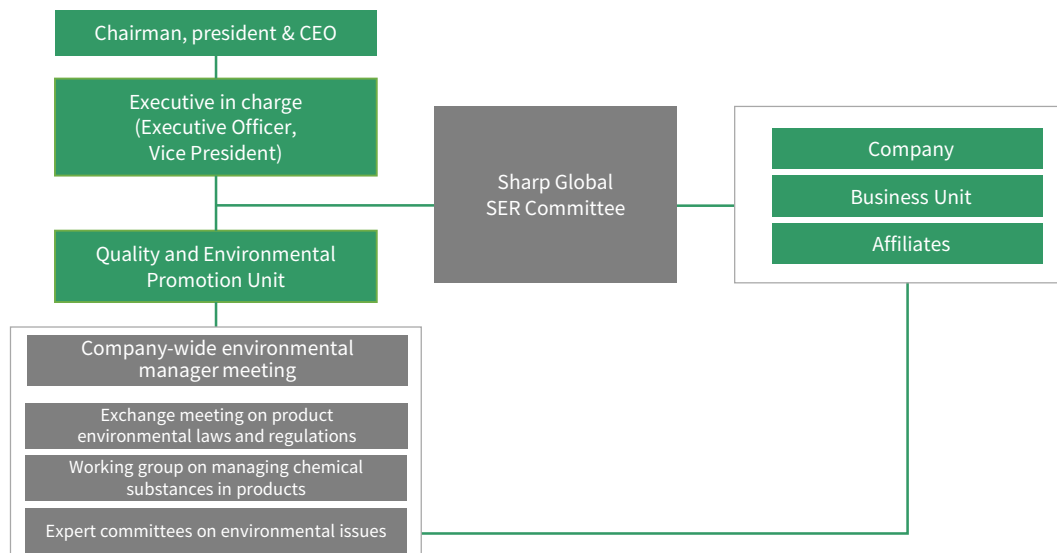 Chairman, president & CEO
Executive in charge
(Executive Officer,
Vice President)
Quality and Environmental
Promotion Unit
Company-wide environmental
manager meeting
Exchange meeting on product
environmental laws and regulations
Working group on managing chemical
substances in products
Expert committees on environmental issues
Sharp Global
SER Committee
Company
Business Unit
Affiliates